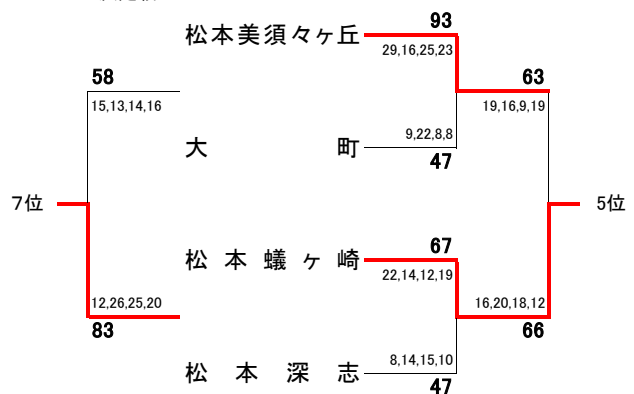 松本美須々ヶ丘
93
29,16,25,23
58
63
15,13,14,16
19,16,9,19
9,22,8,8
大町
47
7位
5位
67
松本蟻ヶ崎
22,14,12,19
12,26,25,20
16,20,18,12
83
66
8,14,15,10
松本深志
47